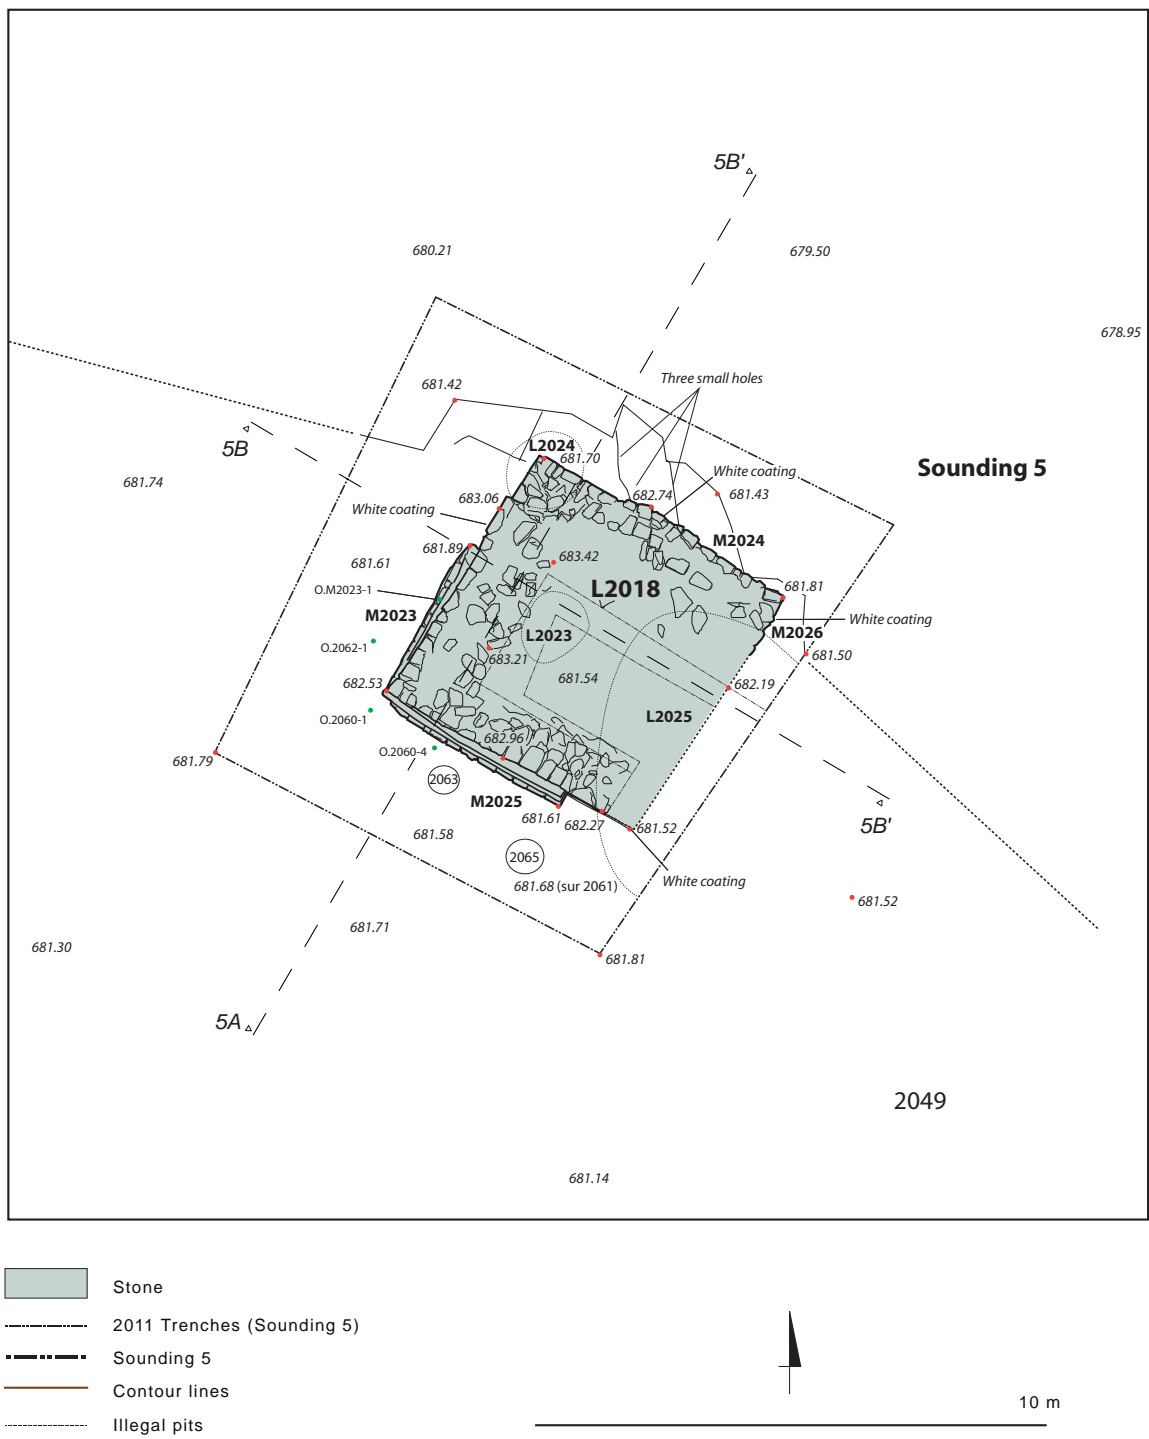 5B'
680.21
679.50
678.95
Three small holes
681.42
5B
L2024
681.70
Sounding 5
681.74
White coating
683.06
682.74
681.43
White coating
M2024
681.89
683.42
681.61
O.M2023-1
L2018
681.81
M2023
White coating
L2023
M2026
O.2062-1
683.21
681.50
681.54
682.53
682.19
O.2060-1
L2025
682.96
O.2060-4
681.79
2063
M2025
681.61
682.27
681.52
5B'
681.58
2065
White coating
681.68 (sur 2061)
681.52
681.71
681.30
681.81
5A
2049
681.14
Stone
2011 Trenches (Sounding 5)
Sounding 5
Contour lines
10 m
Illegal pits